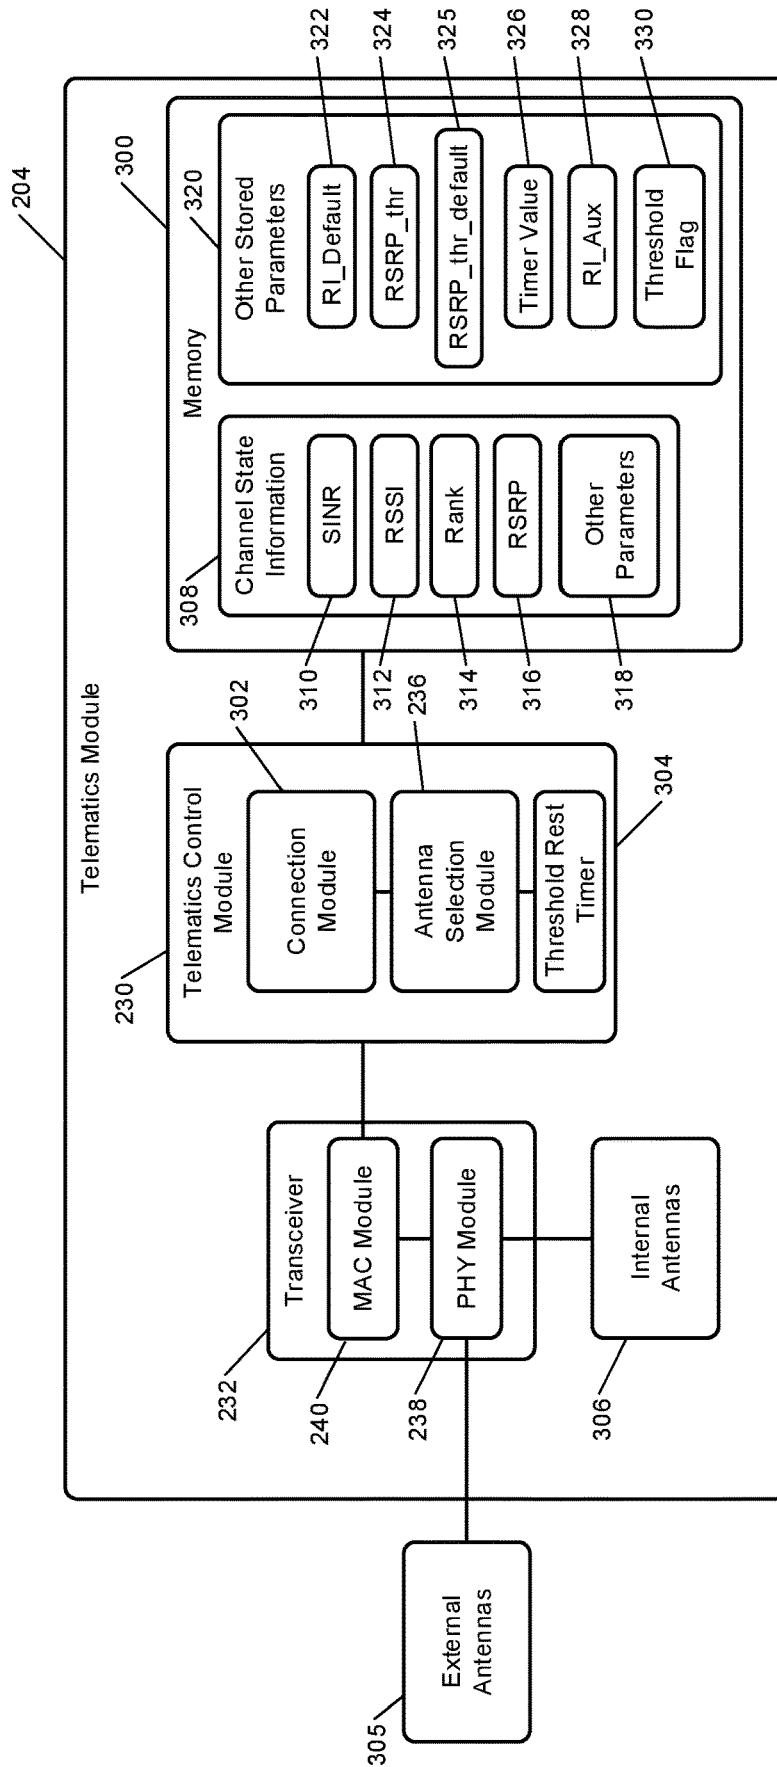 204
Telematics Module
305
External
Antennas
232
Transceiver
240
MAC Module
238
PHY Module
306
Internal
Antennas
230
Telematics Control
Module
302
Connection
Module
236
Antenna
Selection
Module
304
Threshold Rest
Timer
300
Memory
308
Channel State
Information
310
SINR
312
RSSI
314
Rank
316
RSRP
318
Other
Parameters
320
Other Stored
Parameters
322
RI_Default
324
RSRP_thr
325
RSRP_thr_default
326
Timer Value
328
RI_Aux
330
Threshold
Flag